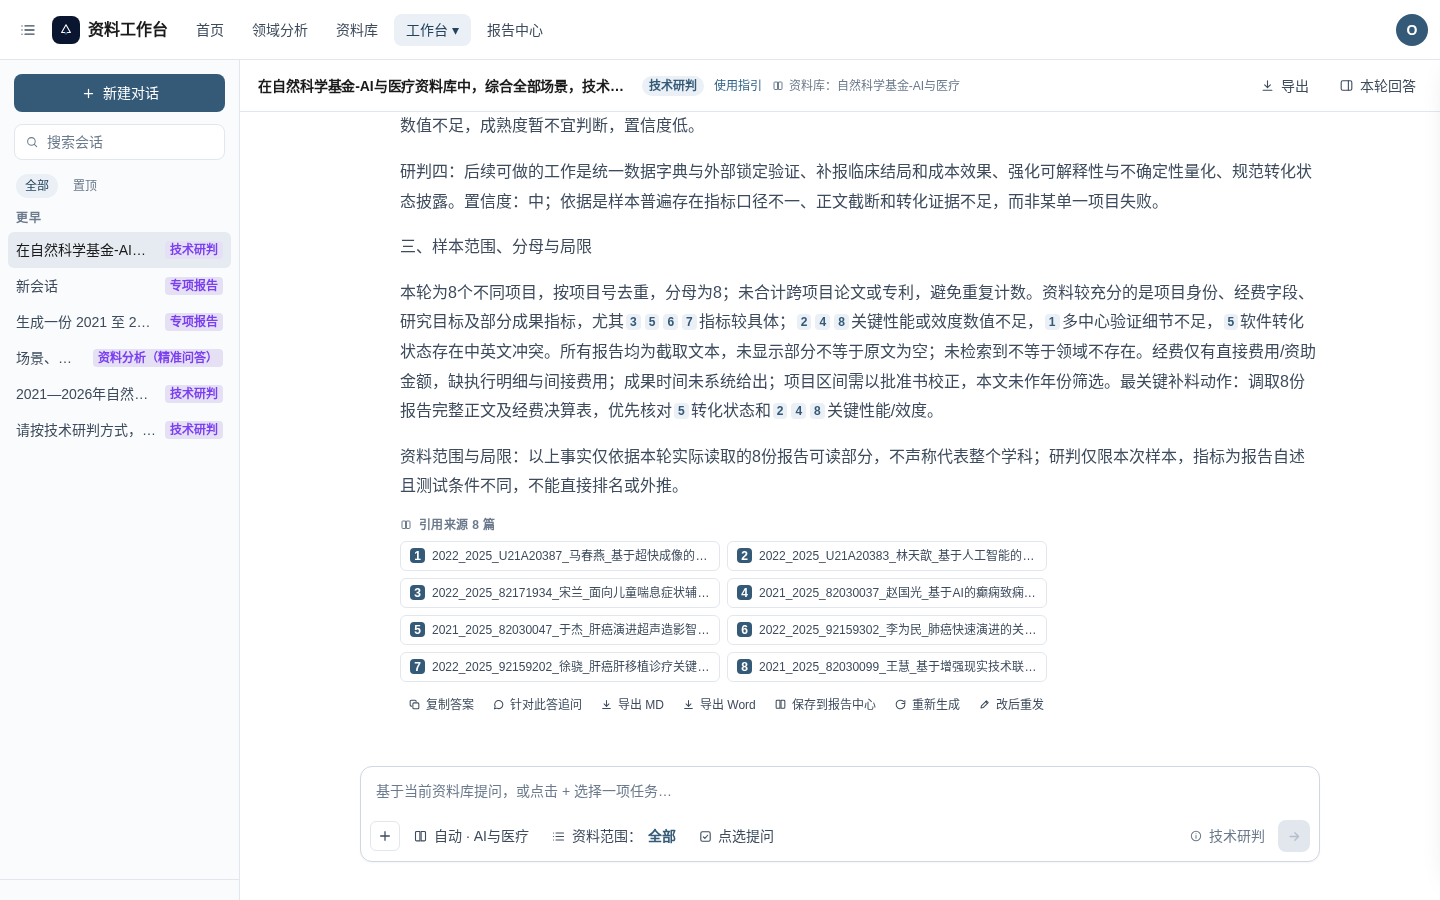 资料工作台
首页
领域分析
资料库
工作台 ▾
报告中心
O
+ 新建对话
搜索会话
全部
置顶
更早
在自然科学基金-AI… 技术研判
新会话 专项报告
生成一份 2021 至 2… 专项报告
场景、… 资料分析（精准问答）
2021—2026年自然… 技术研判
请按技术研判方式，… 技术研判
在自然科学基金-AI与医疗资料库中，综合全部场景，技术… 技术研判 使用指引 资料库：自然科学基金-AI与医疗
导出
本轮回答
数值不足，成熟度暂不宜判断，置信度低。
研判四：后续可做的工作是统一数据字典与外部锁定验证、补报临床结局和成本效果、强化可解释性与不确定性量化、规范转化状
态披露。置信度：中；依据是样本普遍存在指标口径不一、正文截断和转化证据不足，而非某单一项目失败。
三、样本范围、分母与局限
本轮为8个不同项目，按项目号去重，分母为8；未合计跨项目论文或专利，避免重复计数。资料较充分的是项目身份、经费字段、
研究目标及部分成果指标，尤其 3 5 6 7 指标较具体； 2 4 8 关键性能或效度数值不足， 1 多中心验证细节不足， 5 软件转化
状态存在中英文冲突。所有报告均为截取文本，未显示部分不等于原文为空；未检索到不等于领域不存在。经费仅有直接费用/资助
金额，缺执行明细与间接费用；成果时间未系统给出；项目区间需以批准书校正，本文未作年份筛选。最关键补料动作：调取8份
报告完整正文及经费决算表，优先核对 5 转化状态和 2 4 8 关键性能/效度。
资料范围与局限：以上事实仅依据本轮实际读取的8份报告可读部分，不声称代表整个学科；研判仅限本次样本，指标为报告自述
且测试条件不同，不能直接排名或外推。
引用来源 8 篇
1 2022_2025_U21A20387_马春燕_基于超快成像的…
2 2022_2025_U21A20383_林天歆_基于人工智能的…
3 2022_2025_82171934_宋兰_面向儿童喘息症状辅…
4 2021_2025_82030037_赵国光_基于AI的癫痫致痫…
5 2021_2025_82030047_于杰_肝癌演进超声造影智…
6 2022_2025_92159302_李为民_肺癌快速演进的关…
7 2022_2025_92159202_徐骁_肝癌肝移植诊疗关键…
8 2021_2025_82030099_王慧_基于增强现实技术联…
复制答案
针对此答追问
导出 MD
导出 Word
保存到报告中心
重新生成
改后重发
基于当前资料库提问，或点击 + 选择一项任务…
自动 · AI与医疗
资料范围： 全部
点选提问
技术研判